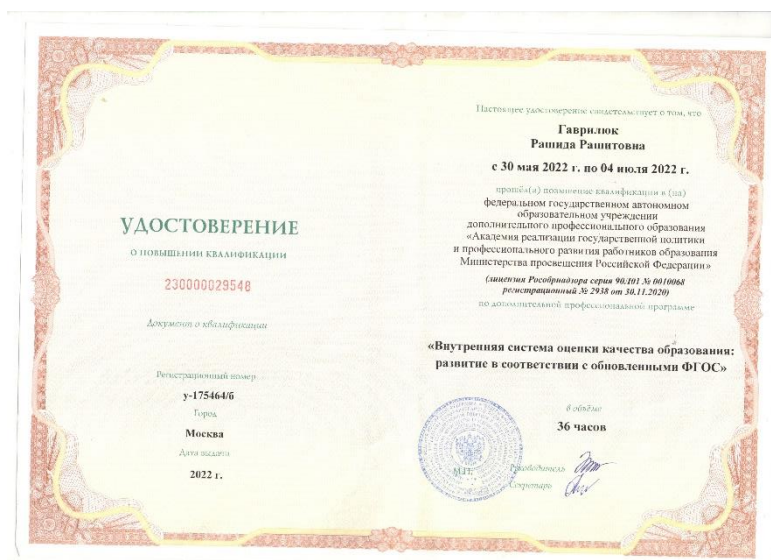 УДОСТОВЕРЕНИЕ
О ПОВЫШЕНИИ КВАЛИФИКАЦИИ
230000029548
Документ о квалификации
Регистрационный номер
у-175464/б
Город
Москва
Дата выдачи
2022 г.
Настоящее удостоверение свидетельствует о том, что
Гаврилюк
Рашида Рашитовна
с 30 мая 2022 г. по 04 июля 2022 г.
прошёл(а) повышение квалификации в (на)
федеральном государственном автономном
образовательном учреждении
дополнительного профессионального образования
«Академия реализации государственной политики
и профессионального развития работников образования
Министерства просвещения Российской Федерации»
(лицензия Рособрнадзора серия 90Л01 № 0010068
регистрационный № 2938 от 30.11.2020)
по дополнительной профессиональной программе
«Внутренняя система оценки качества образования:
развитие в соответствии с обновленными ФГОС»
в объёме
36 часов
М.П.
Руководитель
Секретарь